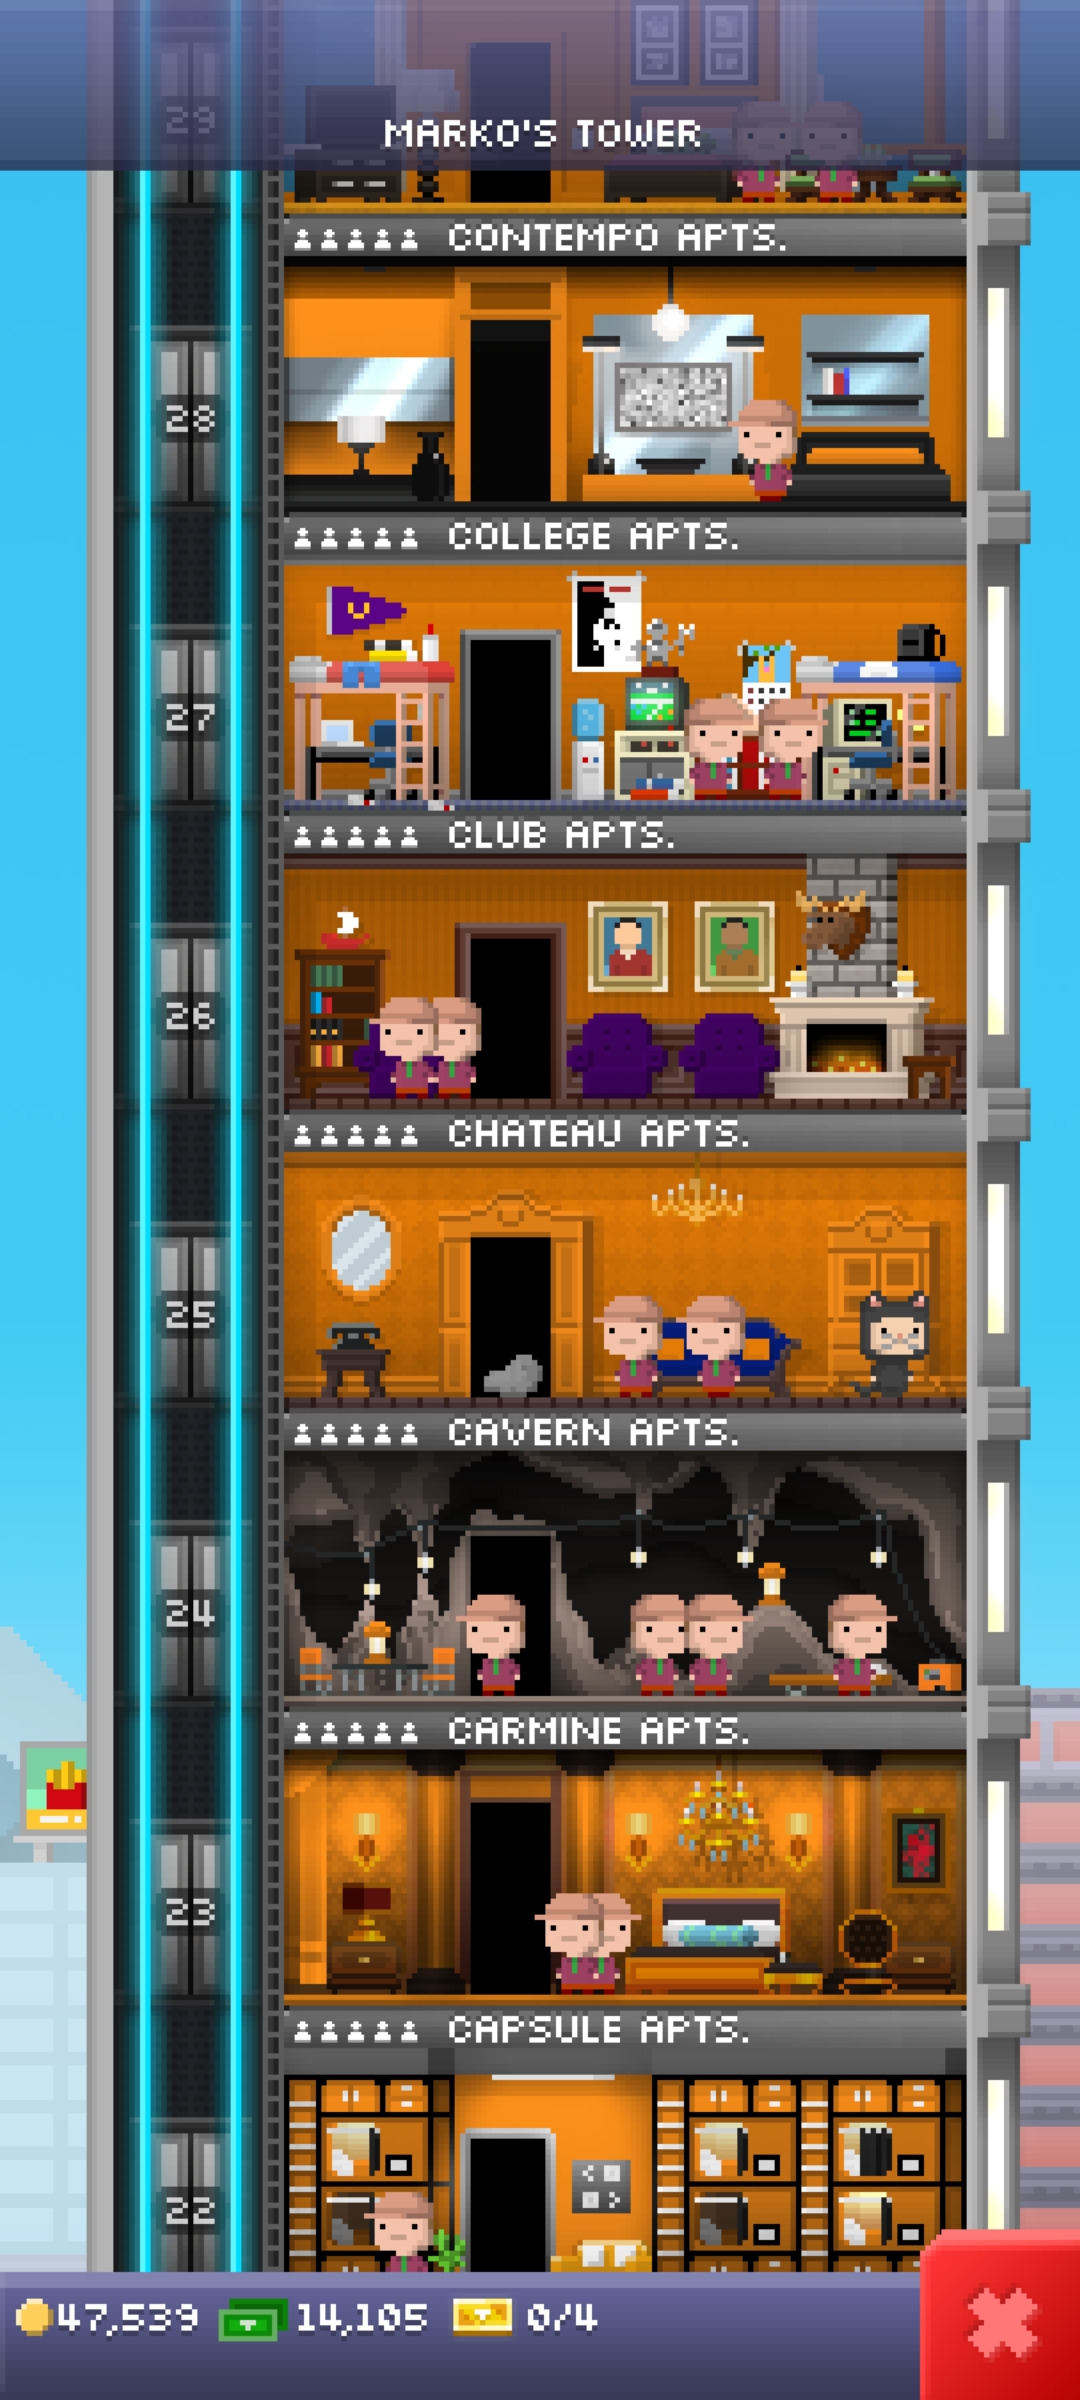 29
MARKO'S TOWER
CONTEMPO APTS.
28
COLLEGE APTS.
27
CLUB APTS.
26
CHATEAU APTS.
25
CAVERN APTS.
24
CARMINE APTS.
23
CAPSULE APTS.
22
47,539 14,105 0/4